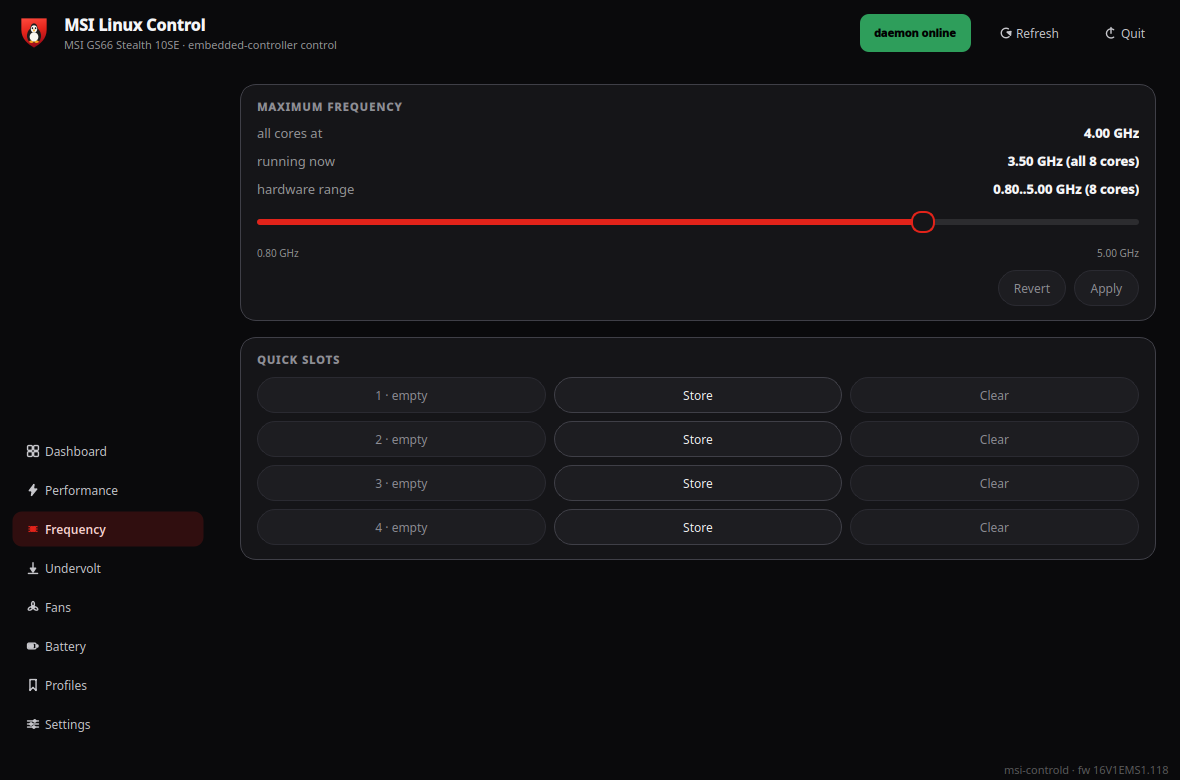 MSI Linux Control
MSI GS66 Stealth 10SE · embedded-controller control
daemon online
Refresh
Quit
MAXIMUM FREQUENCY
all cores at 4.00 GHz
running now 3.50 GHz (all 8 cores)
hardware range 0.80..5.00 GHz (8 cores)
0.80 GHz 5.00 GHz
Revert Apply
QUICK SLOTS
1 · empty Store Clear
2 · empty Store Clear
3 · empty Store Clear
4 · empty Store Clear
Dashboard
Performance
Frequency
Undervolt
Fans
Battery
Profiles
Settings
msi-controld · fw 16V1EMS1.118